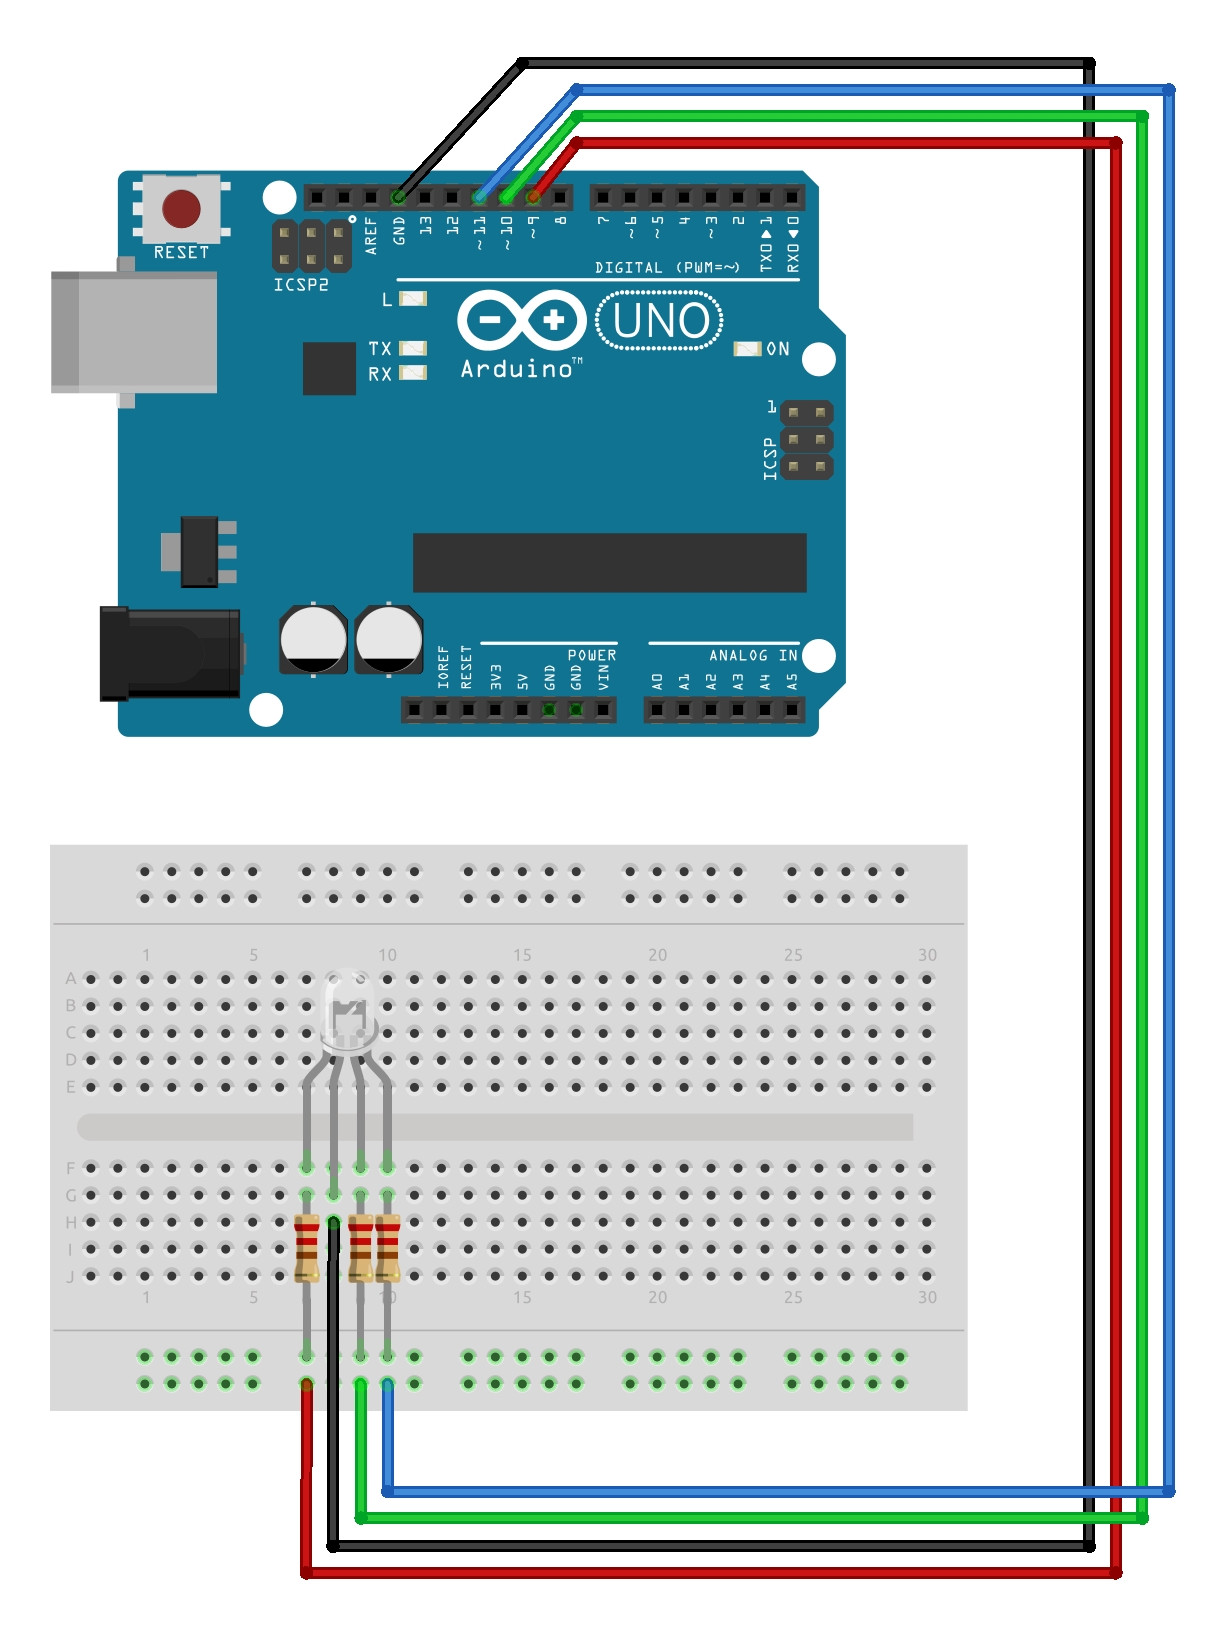 AREF
GND
13
12
~11
~10
~9
8
7
~6
~5
4
~3
2
TX0▶1
RX0◀0
RESET
ICSP2
DIGITAL (PWM=~)
L
TX
RX
UNO
Arduino™
ON
1
ICSP
POWER
ANALOG IN
IOREF
RESET
3V3
5V
GND
GND
VIN
A0
A1
A2
A3
A4
A5
1 5 10 15 20 25 30
A
B
C
D
E
F
G
H
I
J
1 5 10 15 20 25 30